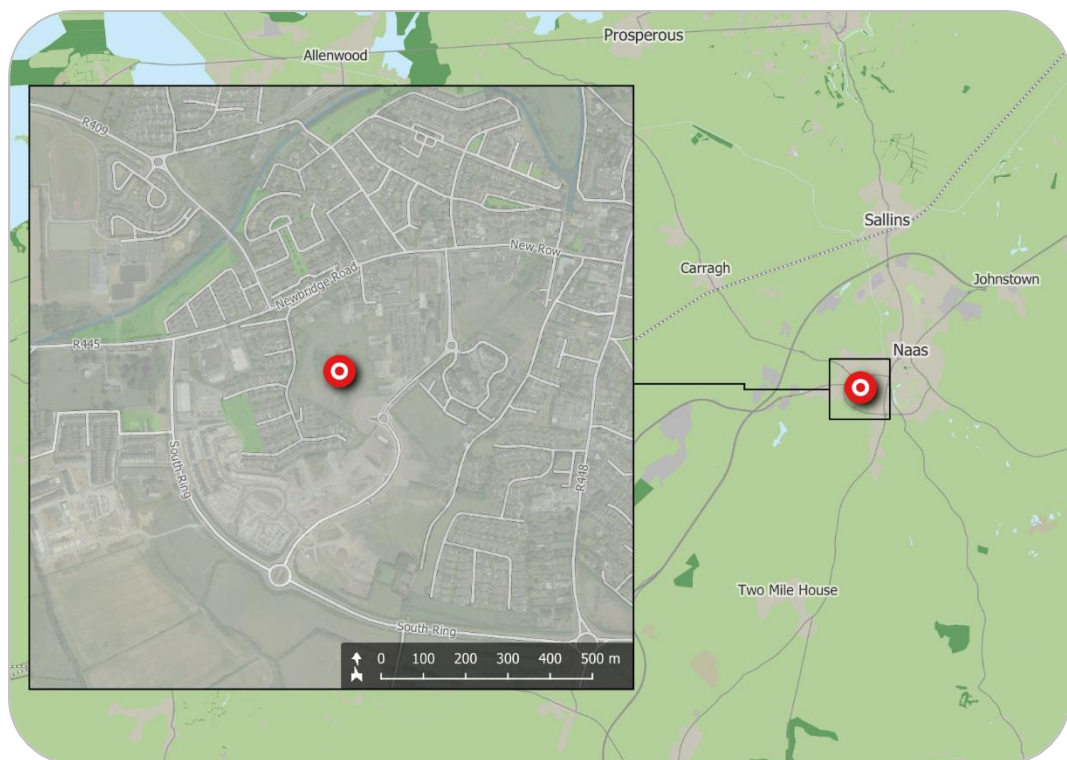 Prosperous
Allenwood
R409
Sallins
New Row
Carragh
Johnstown
Newbridge Road
R445
Naas
South Ring
R448
Two Mile House
South Ring
0 100 200 300 400 500 m